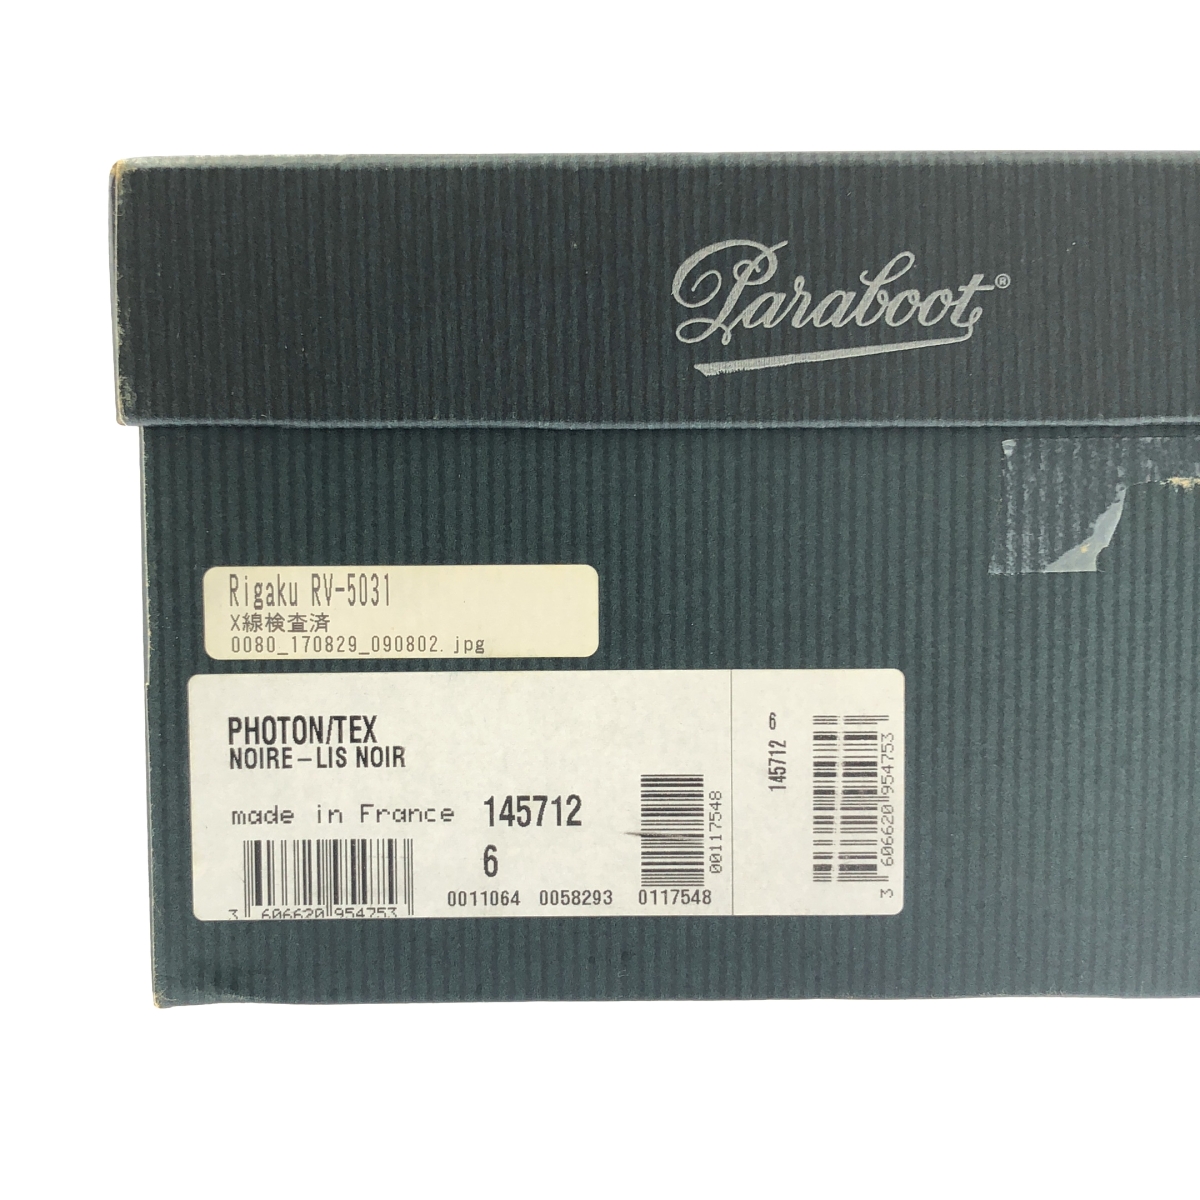 Paraboot®
Rigaku RV-5031
X線検査済
0080_170829_090802.jpg
PHOTON/TEX
NOIRE-LIS NOIR
made in France 145712
6
3 606620 954753
0011064 0058293 0117548
00117548
145712 6
3 606620 954753